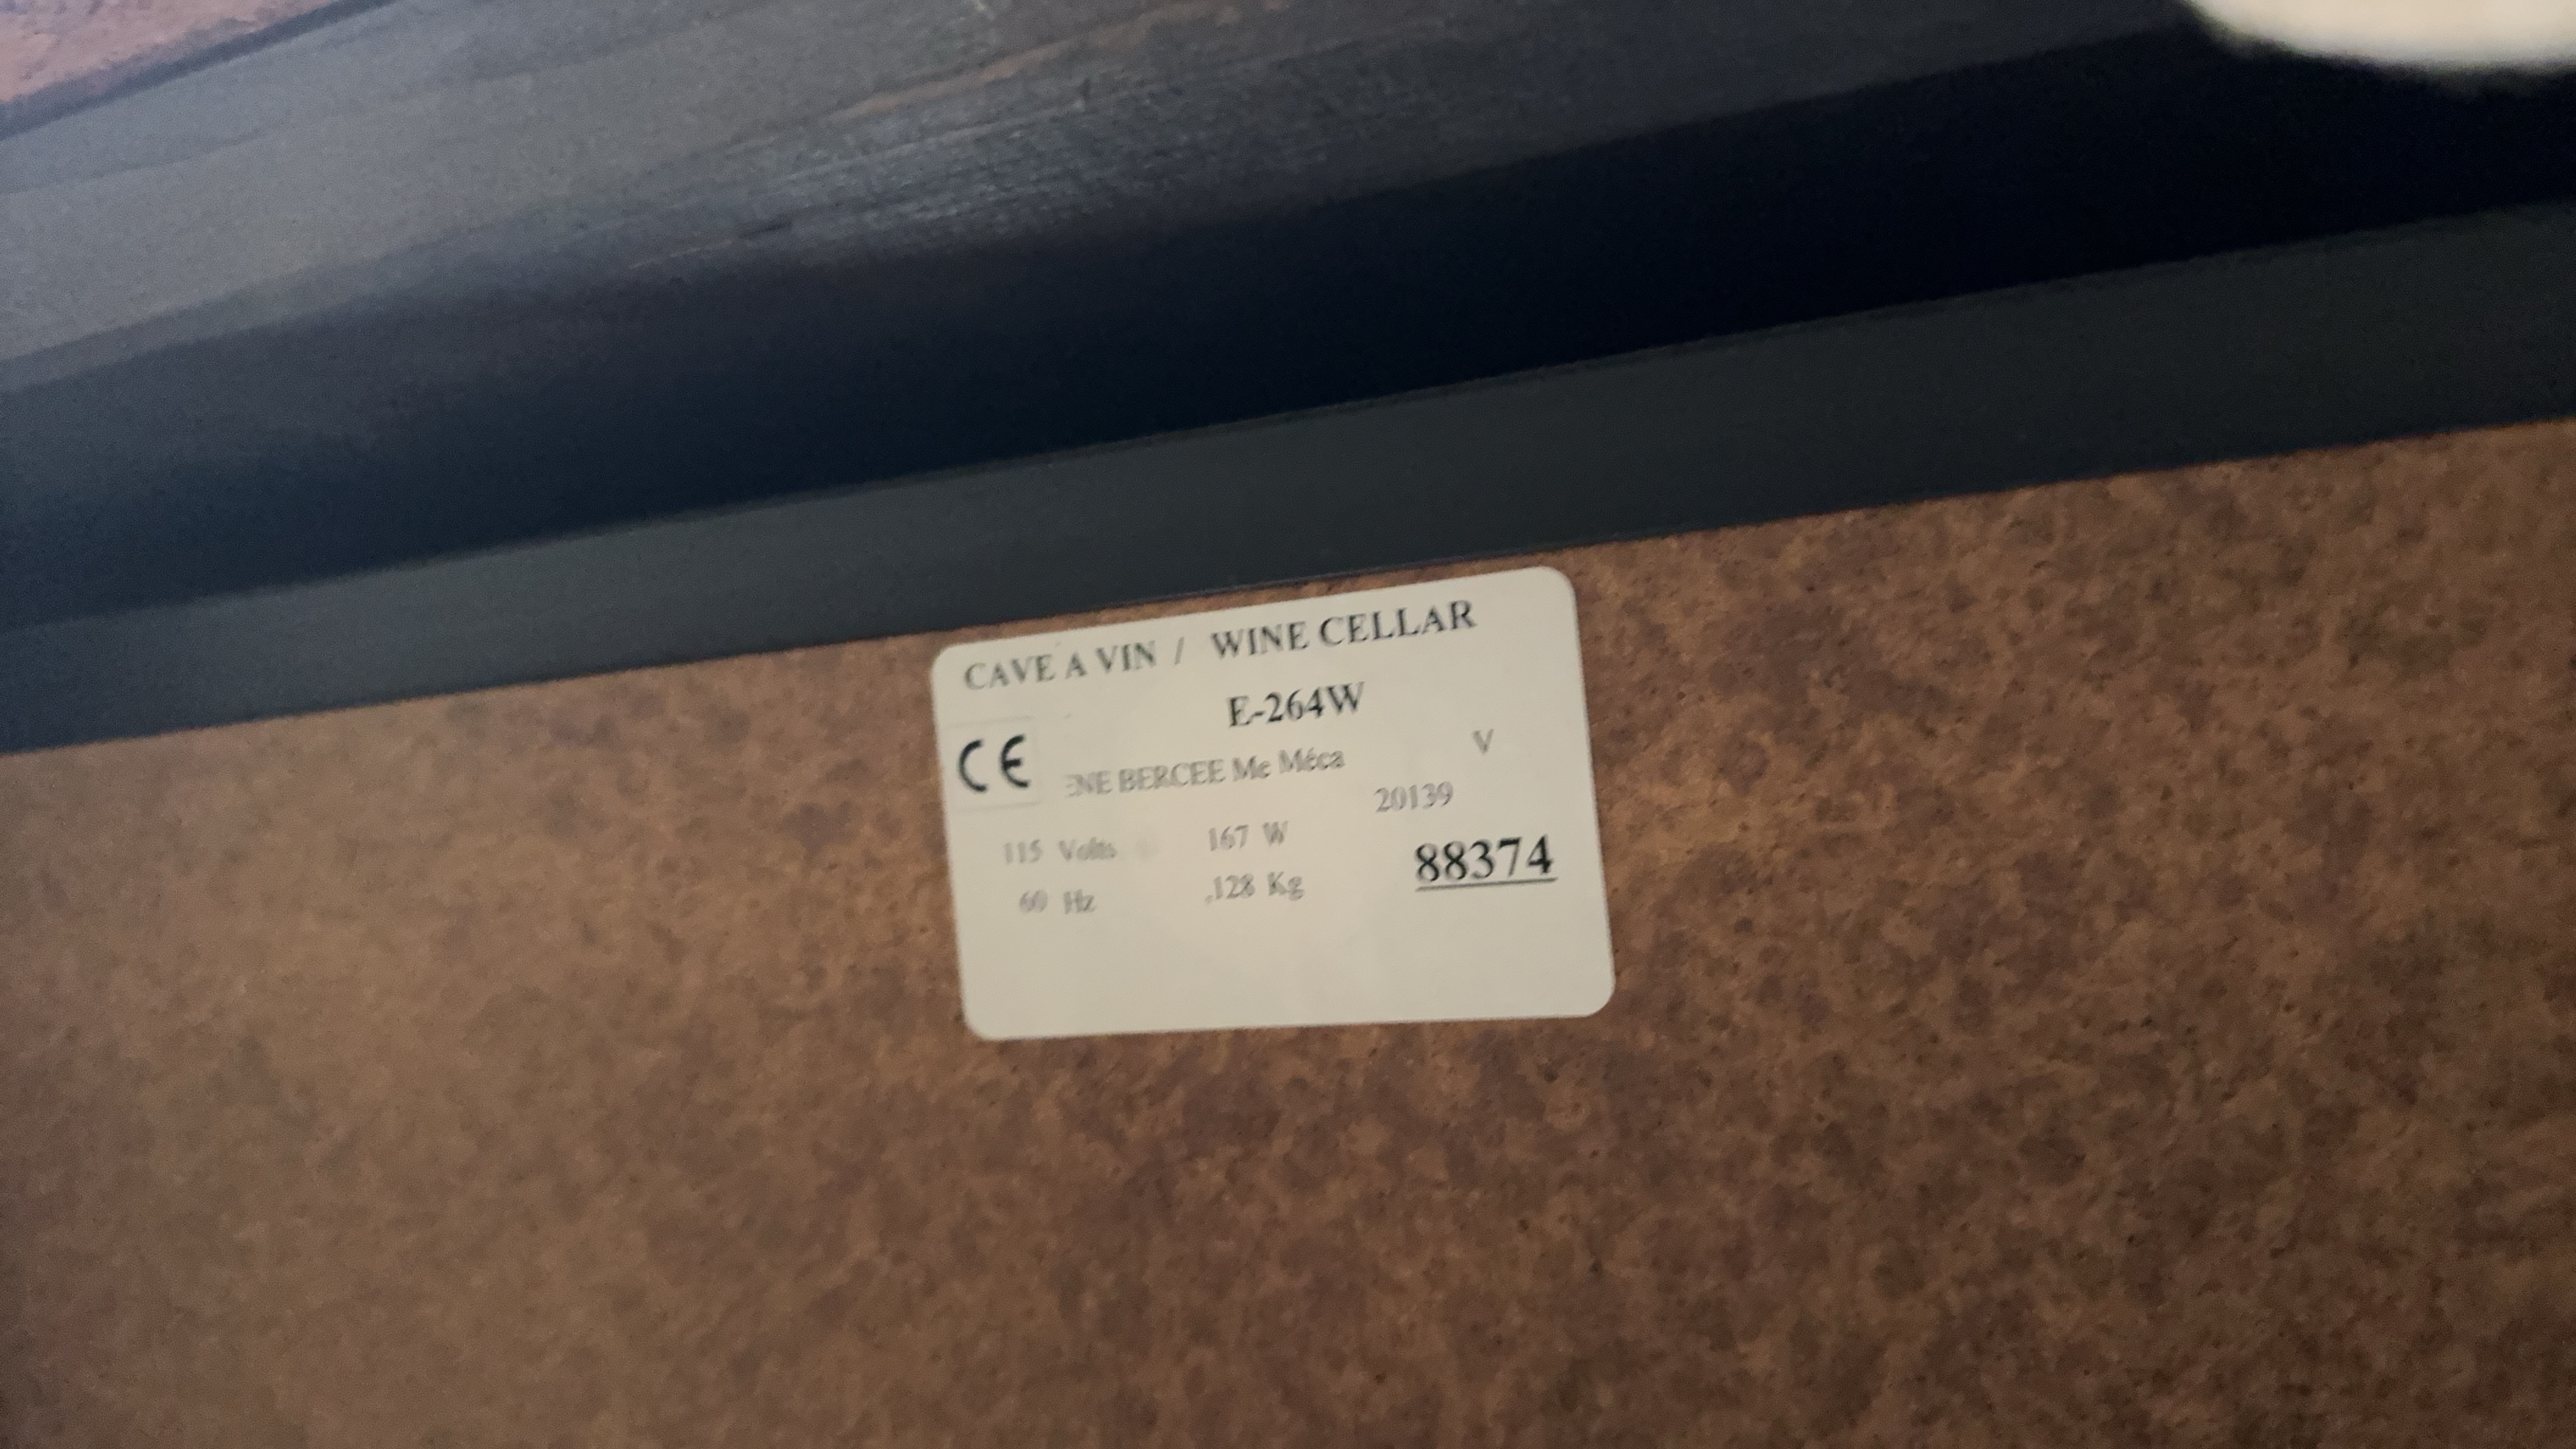 CAVE A VIN / WINE CELLAR
E-264W
CE
BERCEE Me Méca V
20139
115 Volts 167 W
88374
60 Hz 128 Kg